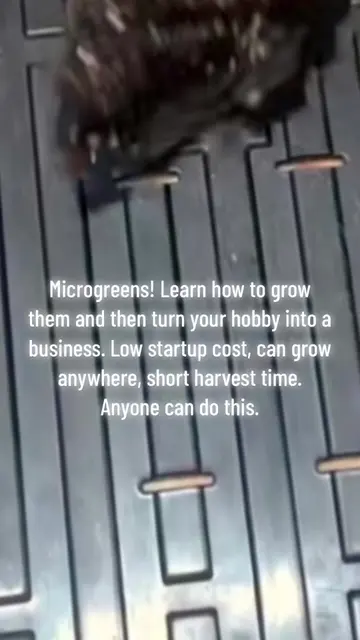 Microgreens! Learn how to grow
them and then turn your hobby into a
business. Low startup cost, can grow
anywhere, short harvest time.
Anyone can do this.